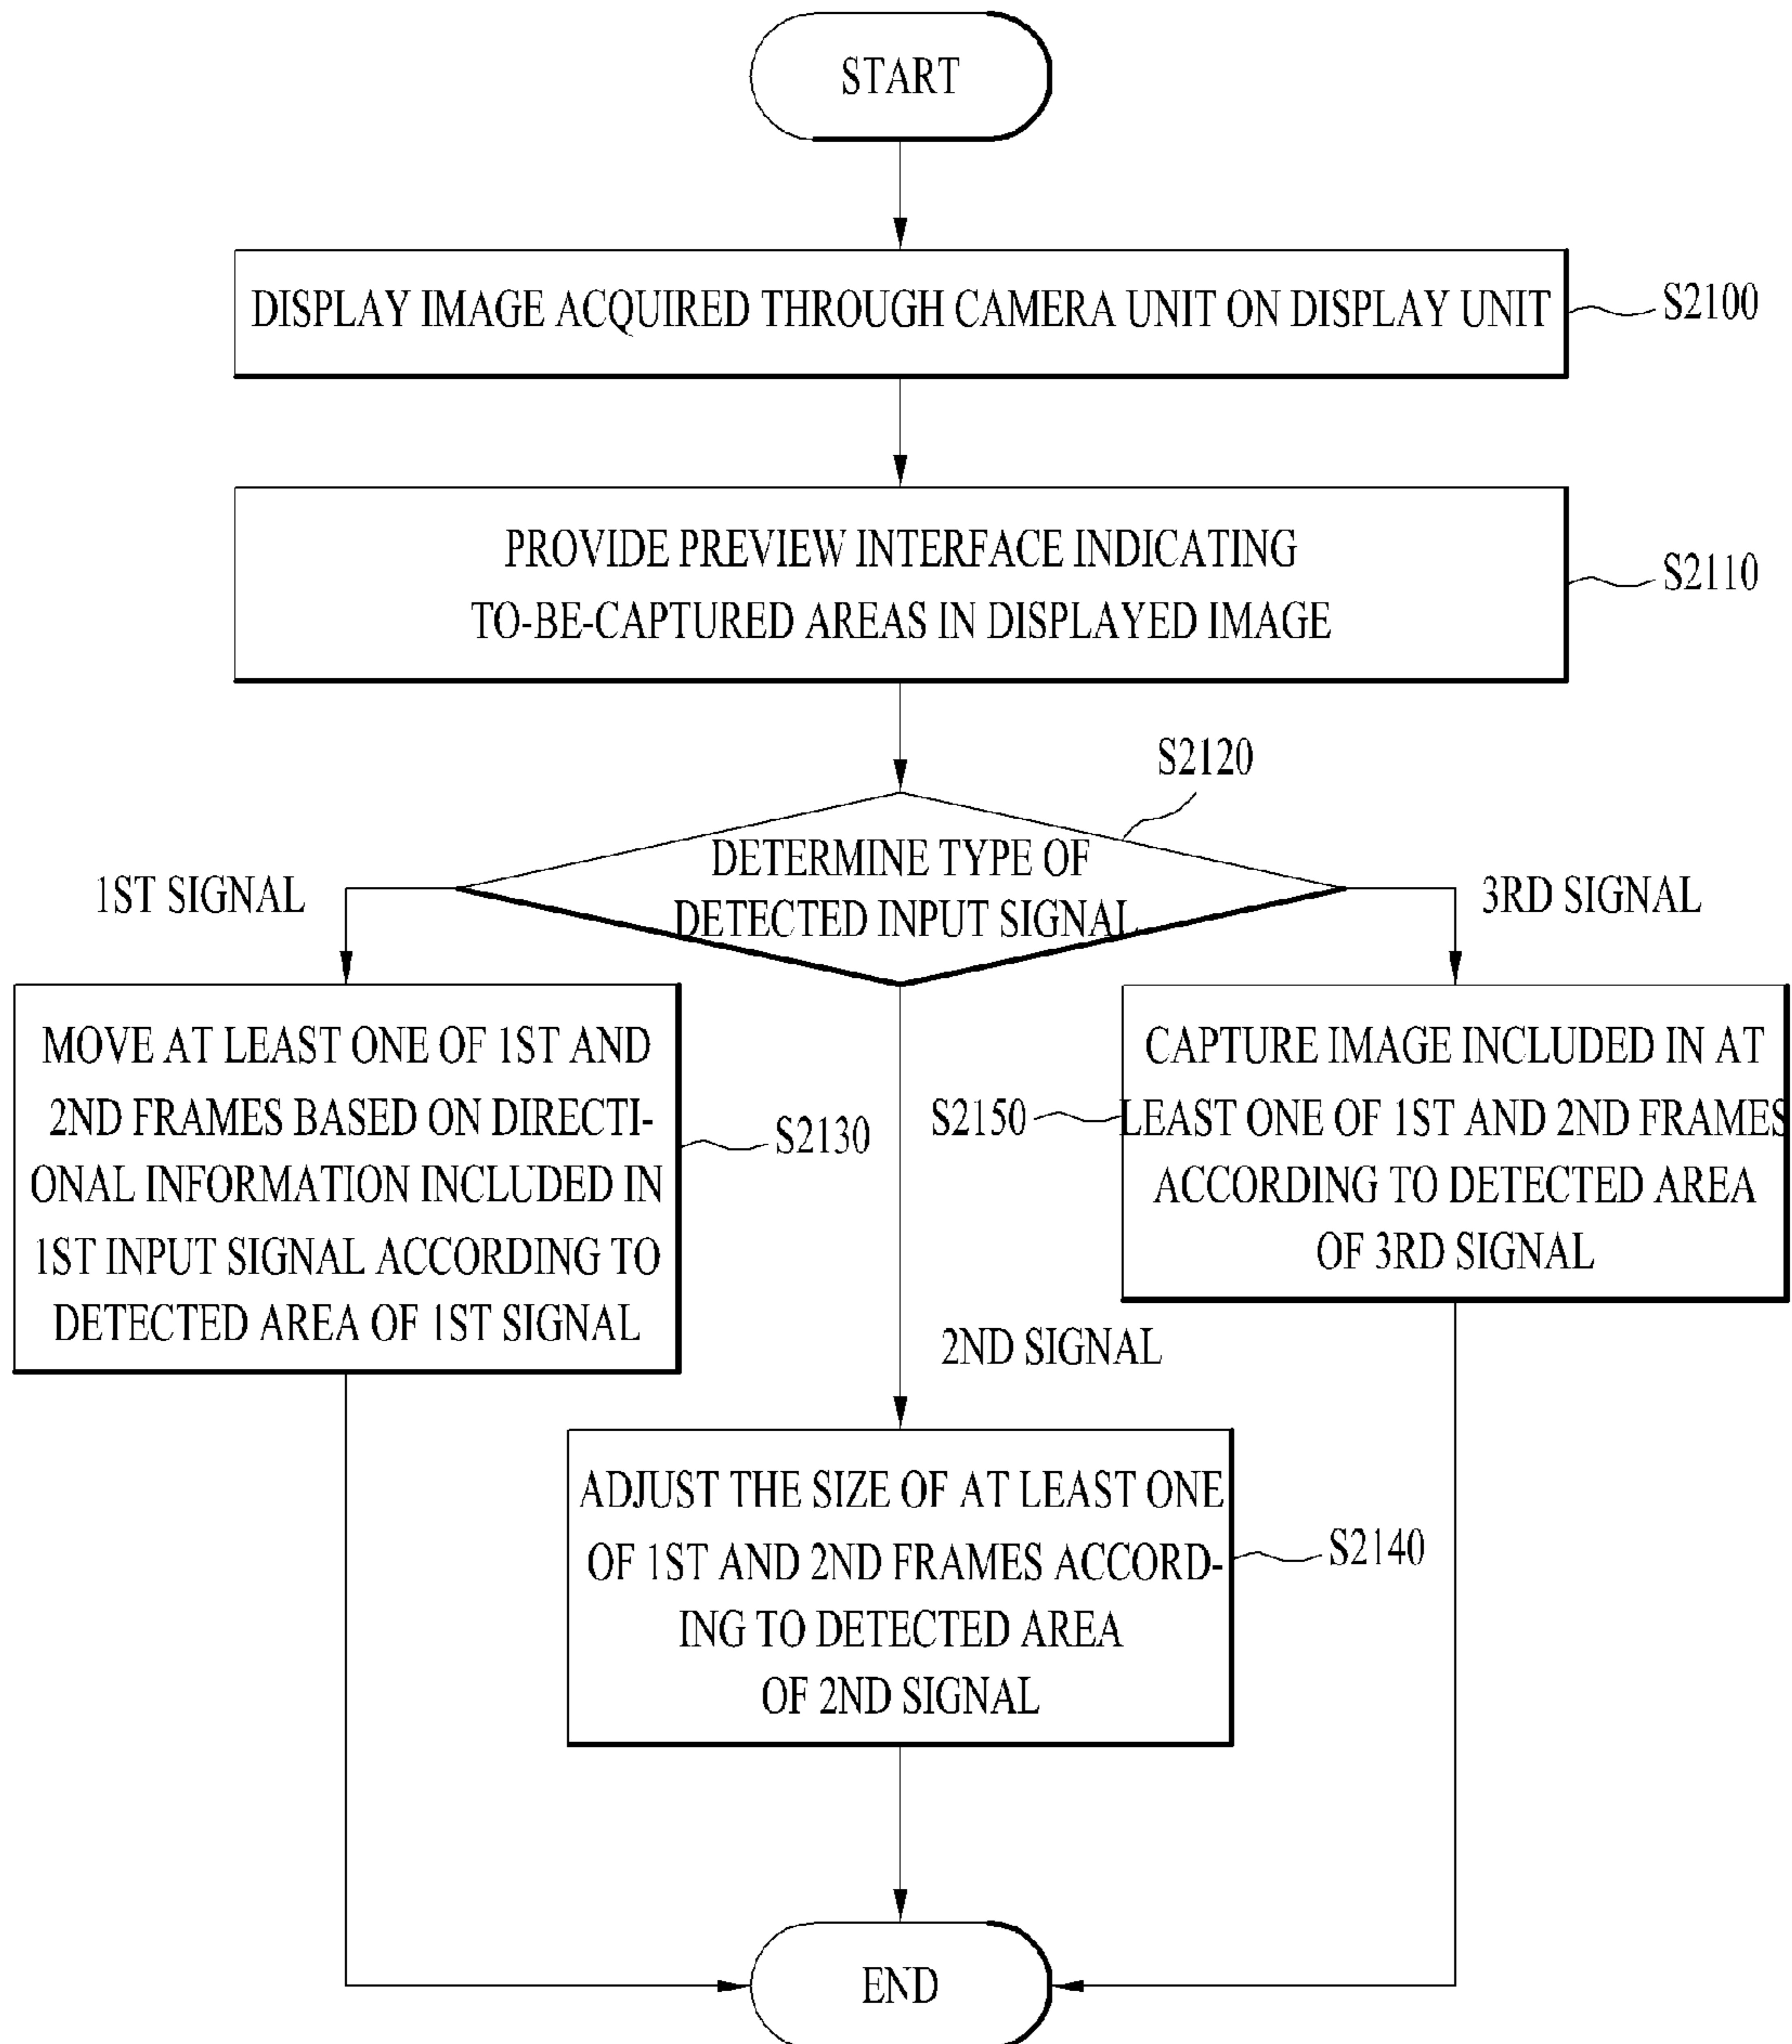 START
DISPLAY IMAGE ACQUIRED THROUGH CAMERA UNIT ON DISPLAY UNIT
S2100
PROVIDE PREVIEW INTERFACE INDICATING
TO-BE-CAPTURED AREAS IN DISPLAYED IMAGE
S2110
S2120
DETERMINE TYPE OF
DETECTED INPUT SIGNAL
1ST SIGNAL
3RD SIGNAL
MOVE AT LEAST ONE OF 1ST AND
2ND FRAMES BASED ON DIRECTI-
ONAL INFORMATION INCLUDED IN
1ST INPUT SIGNAL ACCORDING TO
DETECTED AREA OF 1ST SIGNAL
S2130
S2150
CAPTURE IMAGE INCLUDED IN AT
LEAST ONE OF 1ST AND 2ND FRAMES
ACCORDING TO DETECTED AREA
OF 3RD SIGNAL
2ND SIGNAL
ADJUST THE SIZE OF AT LEAST ONE
OF 1ST AND 2ND FRAMES ACCORD-
ING TO DETECTED AREA
OF 2ND SIGNAL
S2140
END